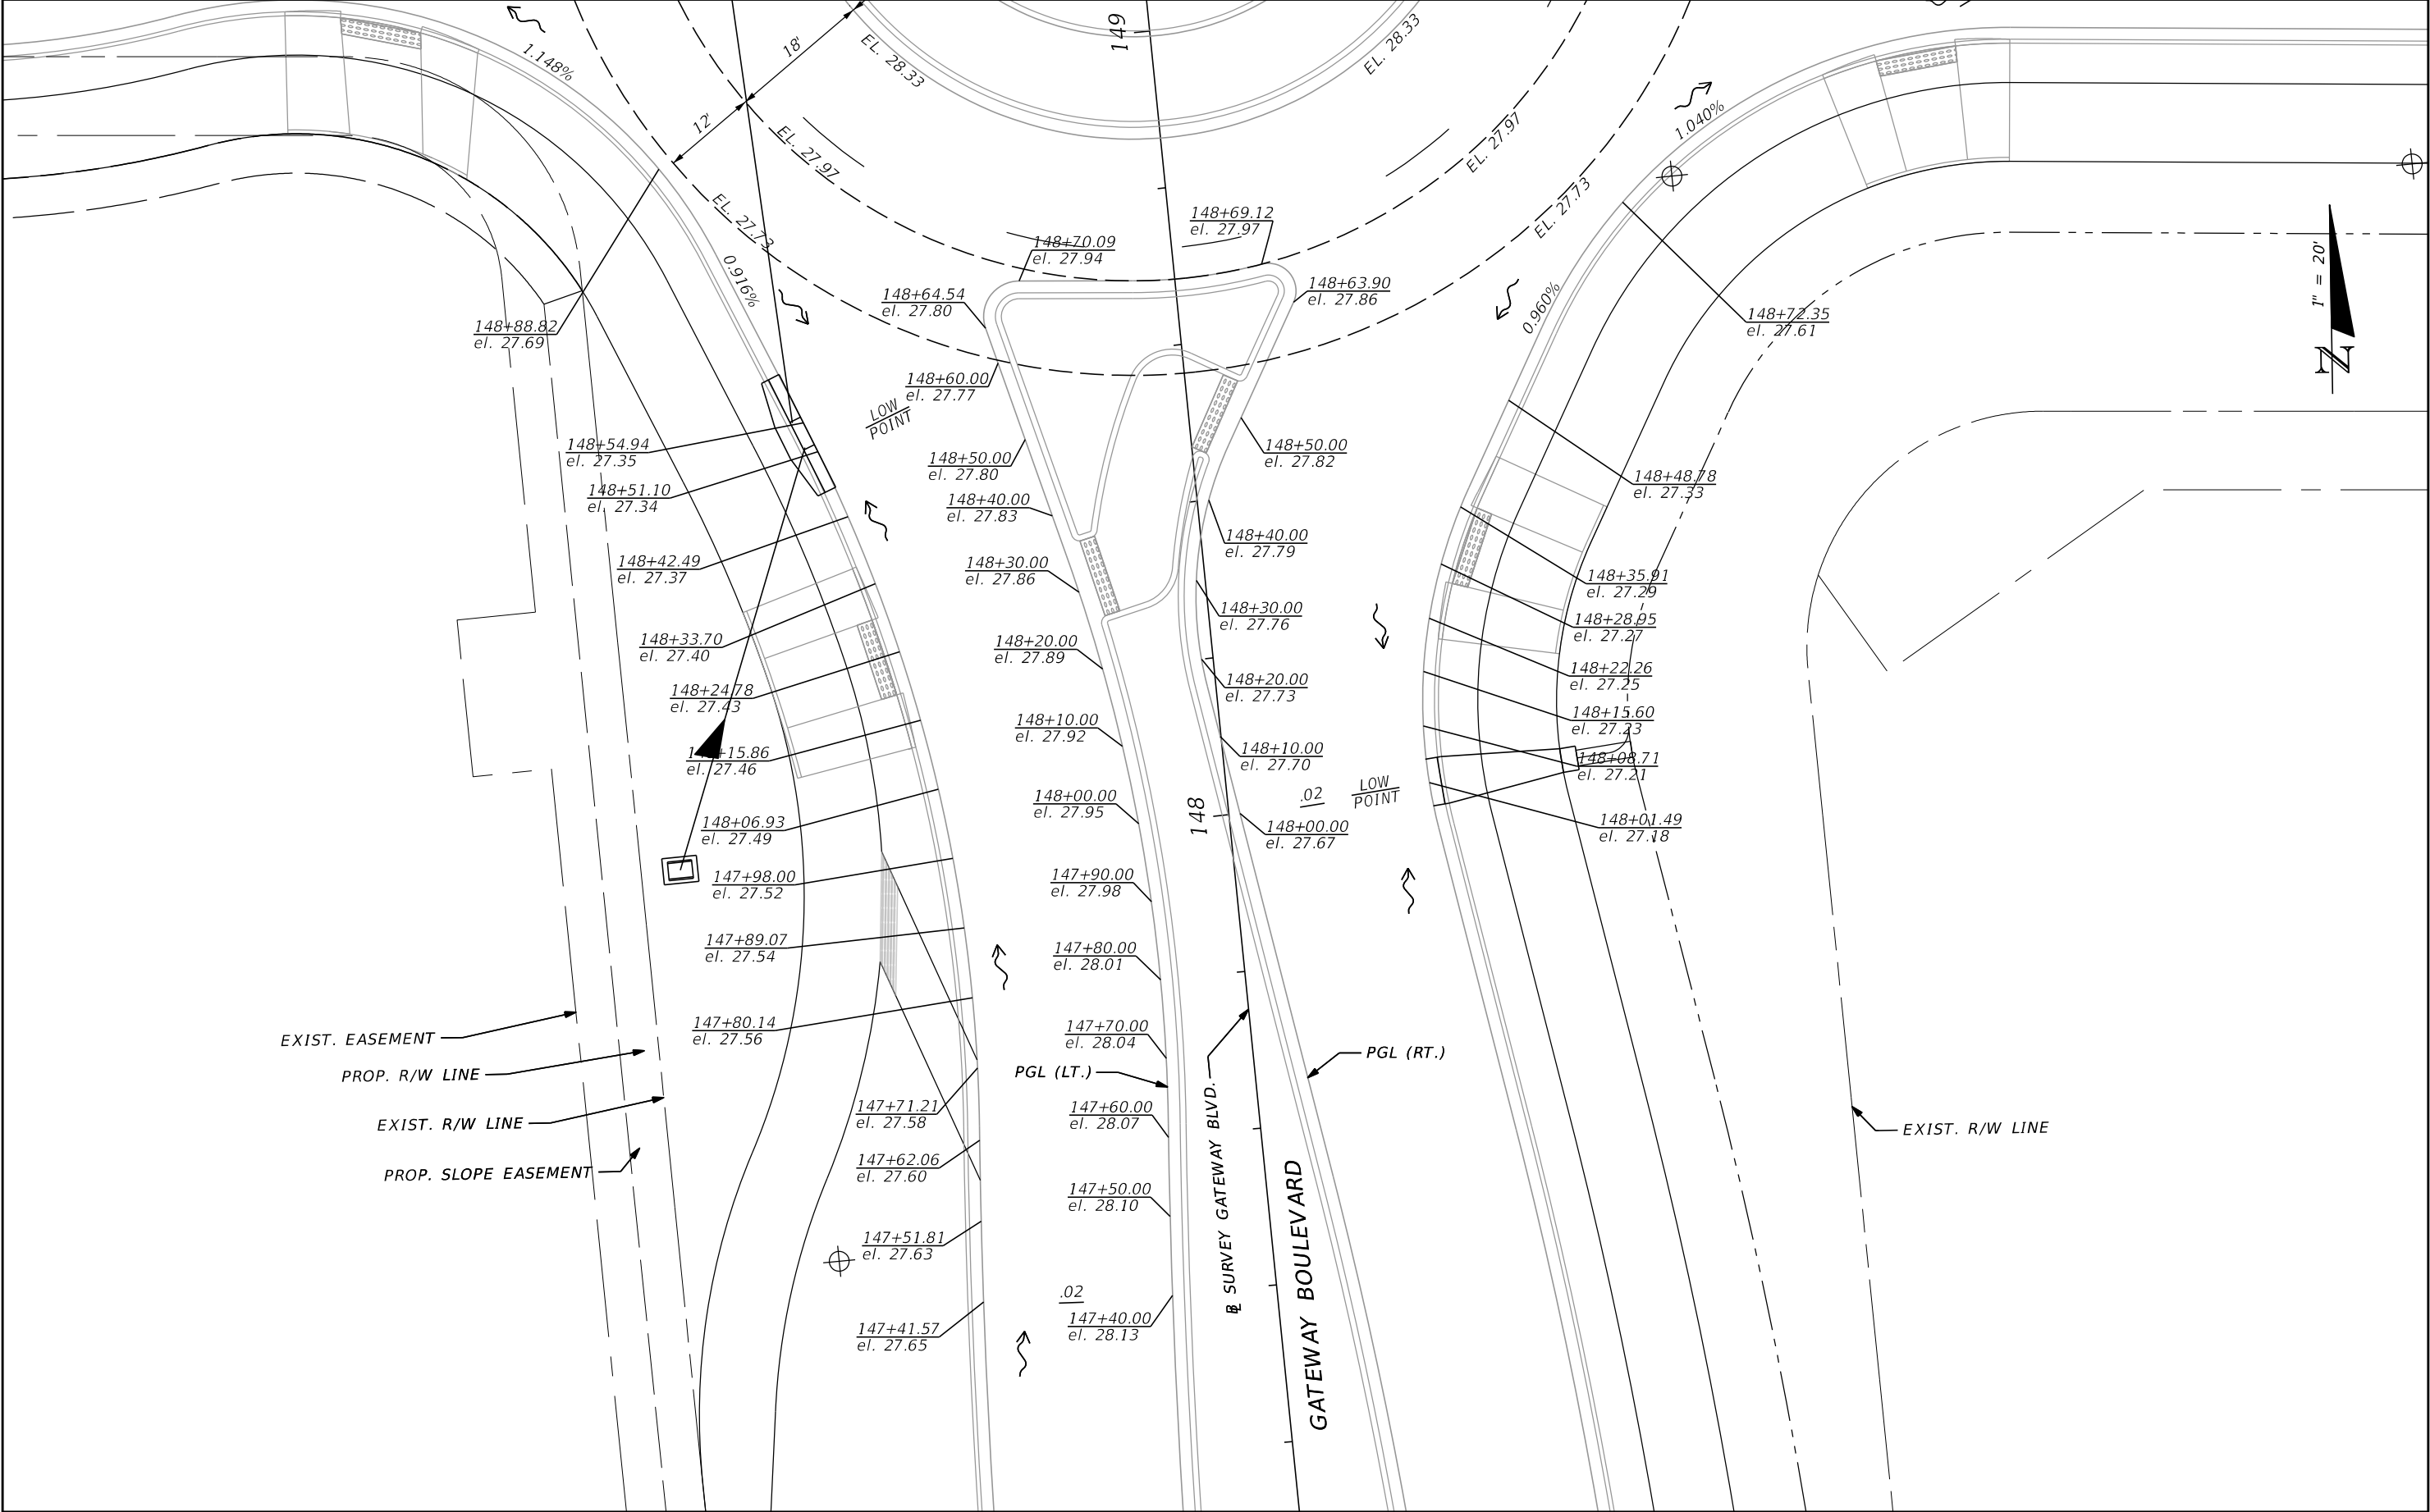 149
EL. 28.33
EL. 28.33
18'
12'
1.148%
1.040%
EL. 27.97
EL. 27.97
EL. 27.73
EL. 27.73
0.916%
0.960%
148+69.12
el. 27.97
148+70.09
el. 27.94
148+64.54
el. 27.80
148+63.90
el. 27.86
148+88.82
el. 27.69
148+72.35
el. 27.61
1" = 20'
N
148+60.00
el. 27.77
LOW
POINT
148+54.94
el. 27.35
148+50.00
el. 27.80
148+50.00
el. 27.82
148+48.78
el. 27.33
148+51.10
el. 27.34
148+40.00
el. 27.83
148+40.00
el. 27.79
148+42.49
el. 27.37
148+30.00
el. 27.86
148+35.91
el. 27.29
148+30.00
el. 27.76
148+28.95
el. 27.27
148+33.70
el. 27.40
148+20.00
el. 27.89
148+22.26
el. 27.25
148+24.78
el. 27.43
148+20.00
el. 27.73
148+15.60
el. 27.23
148+10.00
el. 27.92
148+10.00
el. 27.70
15.86
el. 27.46
148+08.71
el. 27.21
148+00.00
el. 27.95
148
.02
LOW
POINT
148+06.93
el. 27.49
148+00.00
el. 27.67
148+01.49
el. 27.18
147+98.00
el. 27.52
147+90.00
el. 27.98
147+89.07
el. 27.54
147+80.00
el. 28.01
147+80.14
el. 27.56
147+70.00
el. 28.04
EXIST. EASEMENT
PROP. R/W LINE
EXIST. R/W LINE
PROP. SLOPE EASEMENT
PGL (LT.)
PGL (RT.)
147+71.21
el. 27.58
147+60.00
el. 28.07
EXIST. R/W LINE
147+62.06
el. 27.60
147+50.00
el. 28.10
147+51.81
el. 27.63
.02
147+40.00
el. 28.13
147+41.57
el. 27.65
BL SURVEY GATEWAY BLVD.
GATEWAY BOULEVARD